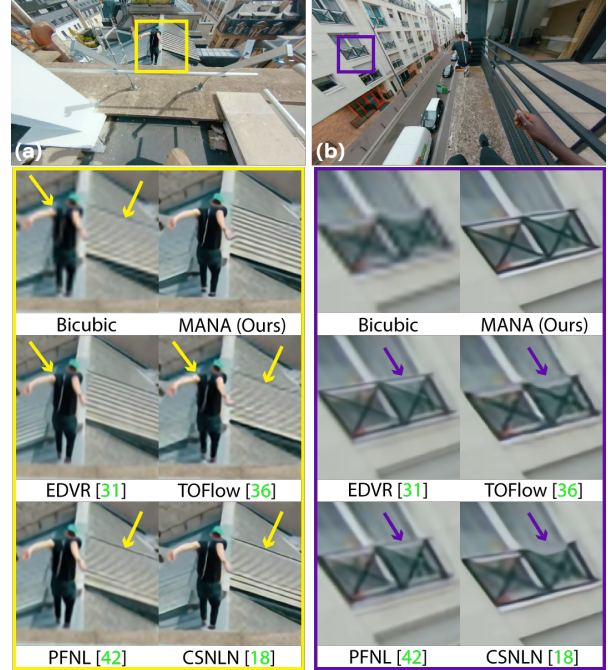 (a) (b)
Bicubic MANA (Ours) Bicubic MANA (Ours)
EDVR [31] TOFlow [36] EDVR [31] TOFlow [36]
PFNL [42] CSNLN [18] PFNL [42] CSNLN [18]